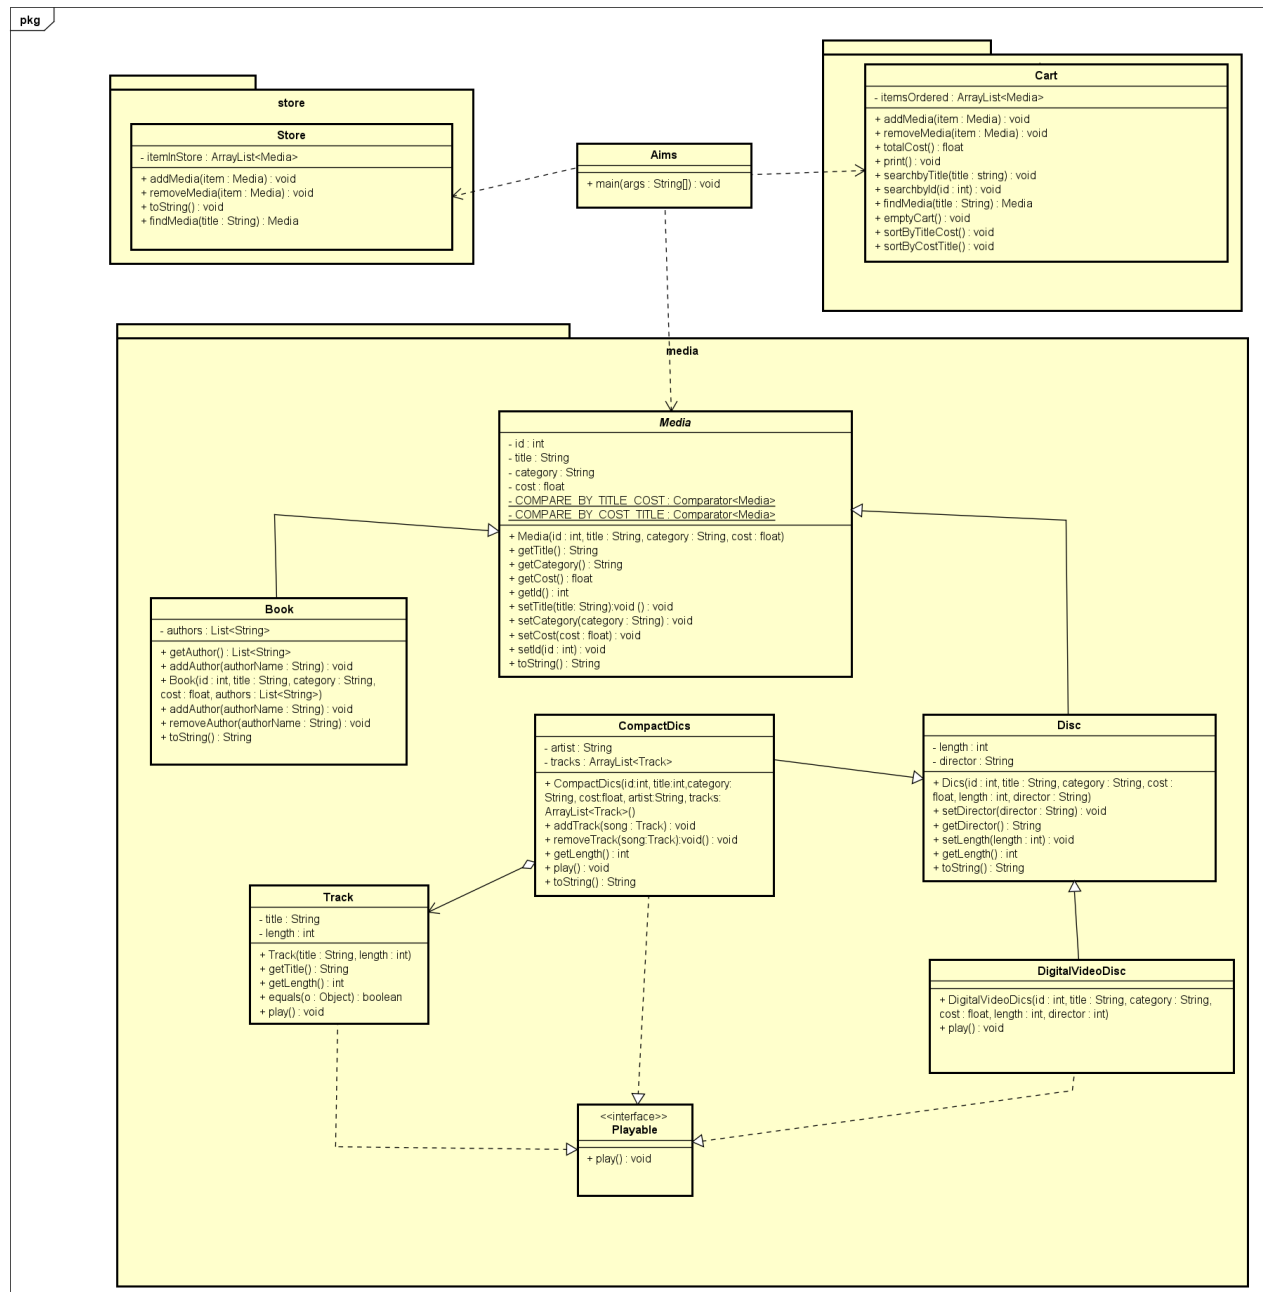 pkg
store
Store
- itemInStore : ArrayList<Media>
+ addMedia(item : Media) : void
+ removeMedia(item : Media) : void
+ toString() : void
+ findMedia(title : String) : Media
Aims
+ main(args : String[]) : void
Cart
- itemsOrdered : ArrayList<Media>
+ addMedia(item : Media) : void
+ removeMedia(item : Media) : void
+ totalCost() : float
+ print() : void
+ searchbyTitle(title : string) : void
+ searchbyId(id : int) : void
+ findMedia(title : String) : Media
+ emptyCart() : void
+ sortByTitleCost() : void
+ sortByCostTitle() : void
media
Media
- id : int
- title : String
- category : String
- cost : float
- COMPARE_BY_TITLE_COST : Comparator<Media>
- COMPARE_BY_COST_TITLE : Comparator<Media>
+ Media(id : int, title : String, category : String, cost : float)
+ getTitle() : String
+ getCategory() : String
+ getCost() : float
+ getId() : int
+ setTitle(title: String):void () : void
+ setCategory(category : String) : void
+ setCost(cost : float) : void
+ setId(id : int) : void
+ toString() : String
Book
- authors : List<String>
+ getAuthor() : List<String>
+ addAuthor(authorName : String) : void
+ Book(id : int, title : String, category : String,
cost : float, authors : List<String>)
+ addAuthor(authorName : String) : void
+ removeAuthor(authorName : String) : void
+ toString() : String
CompactDics
- artist : String
- tracks : ArrayList<Track>
+ CompactDics(id:int, title:int,category:
String, cost:float, artist:String, tracks:
ArrayList<Track>()
+ addTrack(song : Track) : void
+ removeTrack(song:Track):void() : void
+ getLength() : int
+ play() : void
+ toString() : String
Disc
- length : int
- director : String
+ Dics(id : int, title : String, category : String, cost :
float, length : int, director : String)
+ setDirector(director : String) : void
+ getDirector() : String
+ setLength(length : int) : void
+ getLength() : int
+ toString() : String
Track
- title : String
- length : int
+ Track(title : String, length : int)
+ getTitle() : String
+ getLength() : int
+ equals(o : Object) : boolean
+ play() : void
DigitalVideoDisc
+ DigitalVideoDics(id : int, title : String, category : String,
cost : float, length : int, director : int)
+ play() : void
<<interface>>
Playable
+ play() : void